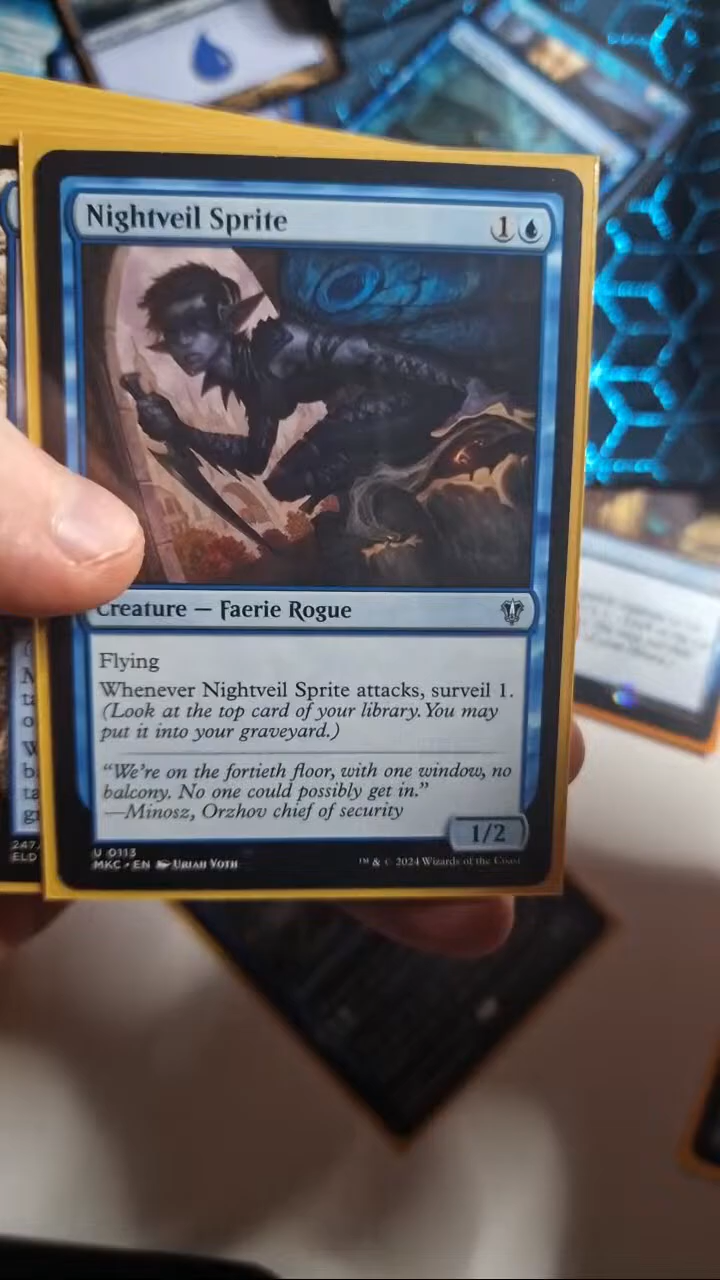 Nightveil Sprite
1
Creature — Faerie Rogue
Flying
Whenever Nightveil Sprite attacks, surveil 1.
(Look at the top card of your library. You may
put it into your graveyard.)
“We’re on the fortieth floor, with one window, no
balcony. No one could possibly get in.”
—Minosz, Orzhov chief of security
1/2
U 0113
MKC • EN Uriah Voth
™ & © 2024 Wizards of the Coast
247
ELD